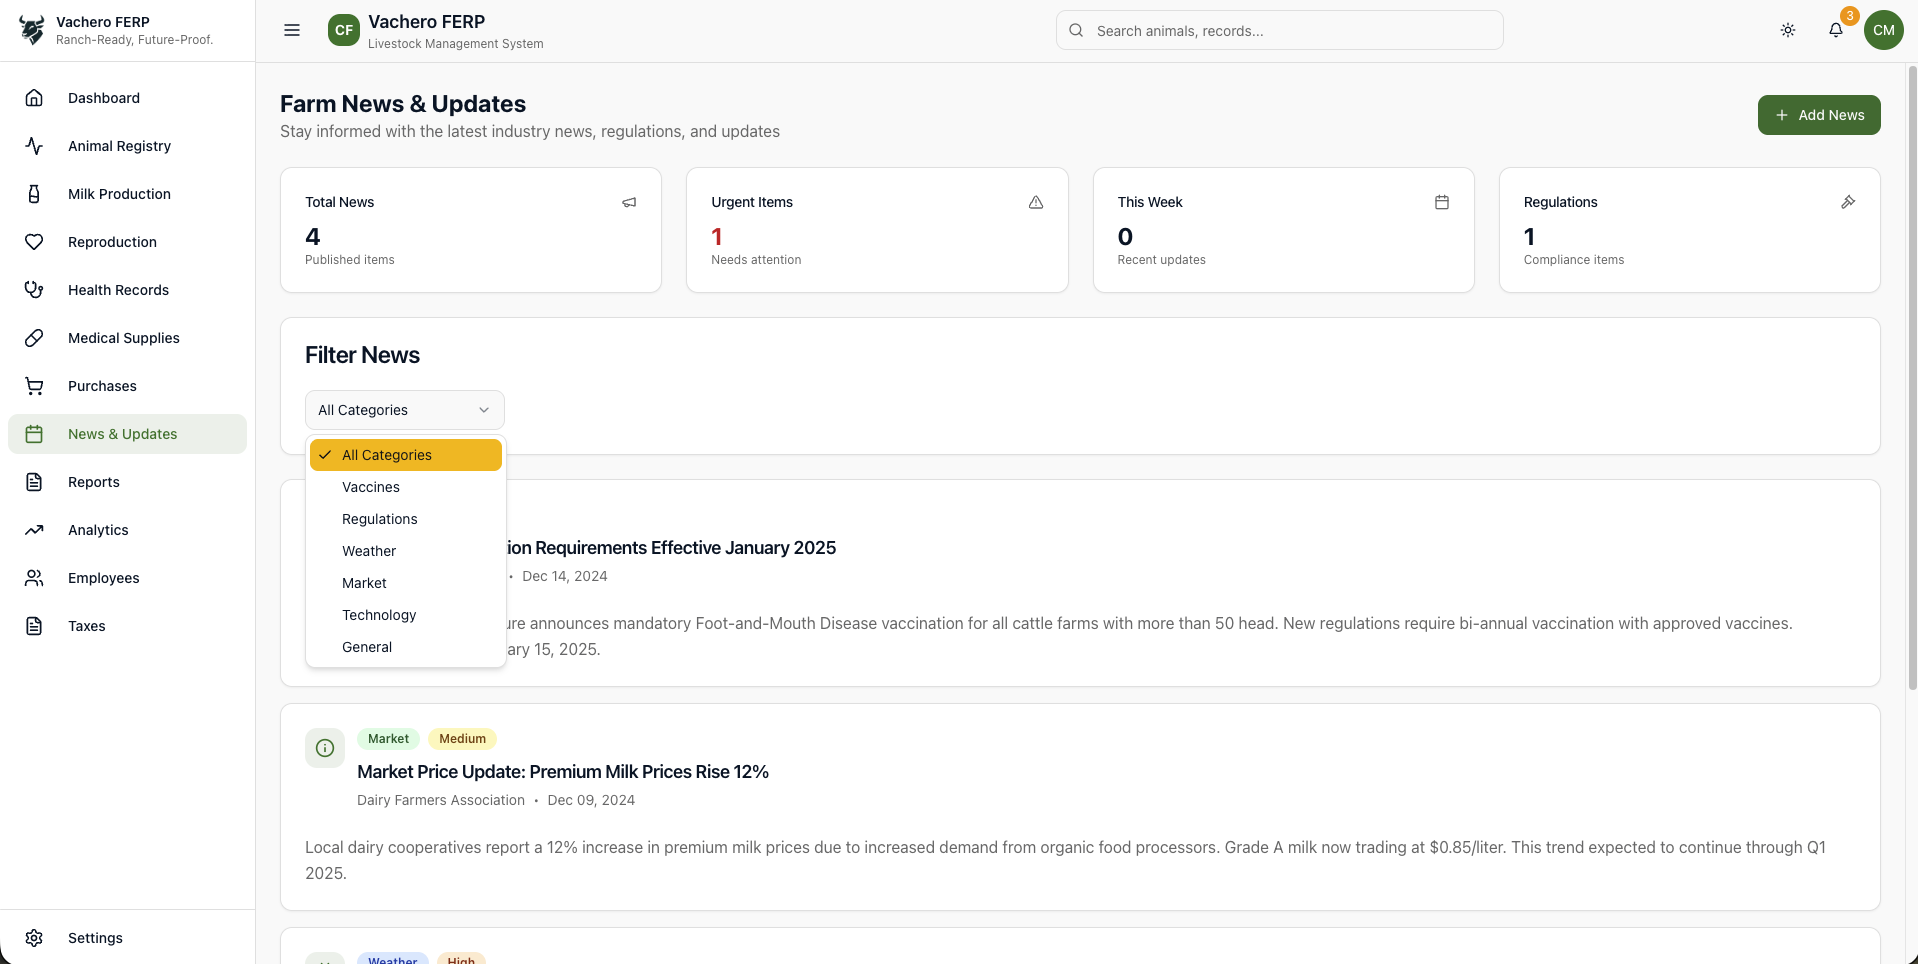 Vachero FERP
Ranch-Ready, Future-Proof.
Dashboard
Animal Registry
Milk Production
Reproduction
Health Records
Medical Supplies
Purchases
News & Updates
Reports
Analytics
Employees
Taxes
Settings
CF
Vachero FERP
Livestock Management System
Search animals, records...
3
CM
Farm News & Updates
Stay informed with the latest industry news, regulations, and updates
Add News
Total News
4
Published items
Urgent Items
1
Needs attention
This Week
0
Recent updates
Regulations
1
Compliance items
Filter News
All Categories
All Categories
Vaccines
Regulations
Weather
Market
Technology
General
ion Requirements Effective January 2025
• Dec 14, 2024
ure announces mandatory Foot-and-Mouth Disease vaccination for all cattle farms with more than 50 head. New regulations require bi-annual vaccination with approved vaccines.
ary 15, 2025.
Market Medium
Market Price Update: Premium Milk Prices Rise 12%
Dairy Farmers Association • Dec 09, 2024
Local dairy cooperatives report a 12% increase in premium milk prices due to increased demand from organic food processors. Grade A milk now trading at $0.85/liter. This trend expected to continue through Q1
2025.
Weather High